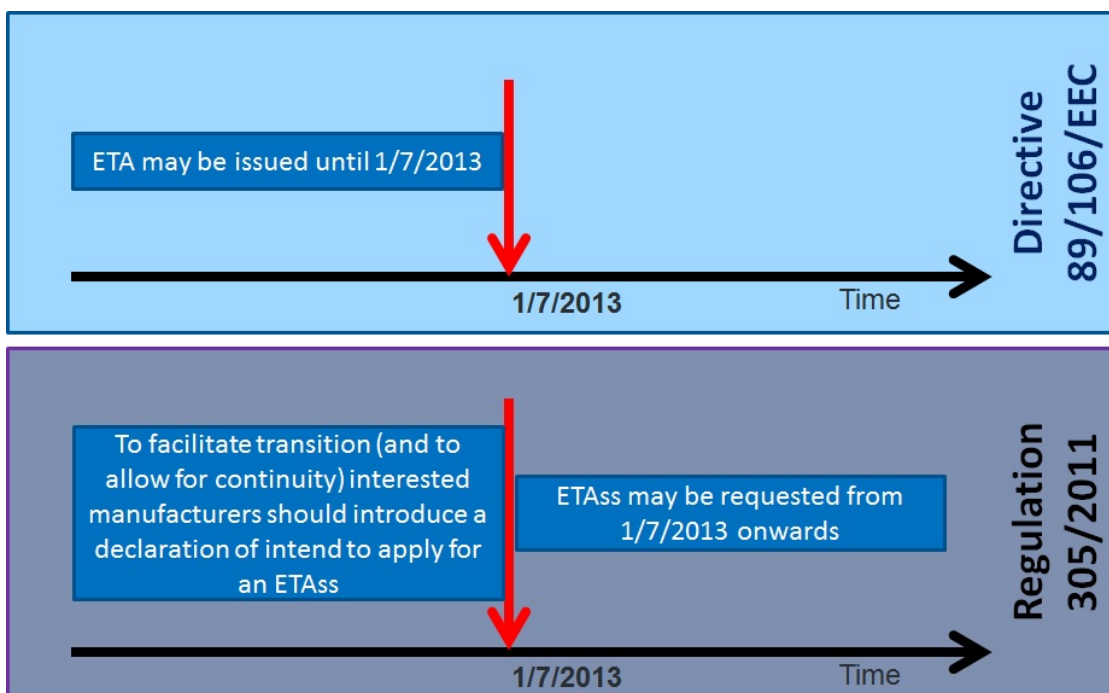 ETA may be issued until 1/7/2013
1/7/2013
Time
Directive
89/106/EEC
To facilitate transition (and to
allow for continuity) interested
manufacturers should introduce a
declaration of intend to apply for
an ETAss
ETAss may be requested from
1/7/2013 onwards
1/7/2013
Time
Regulation
305/2011